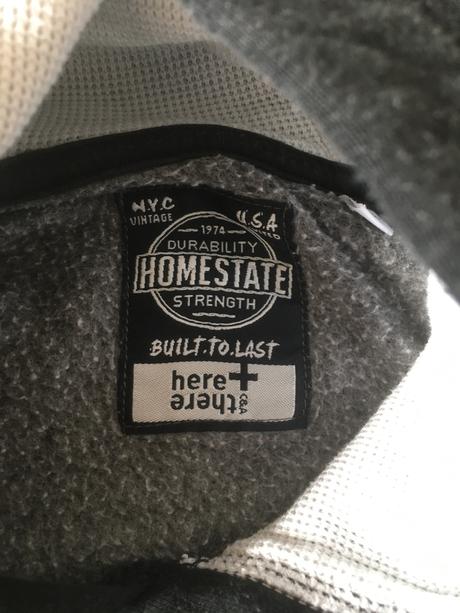 N.Y.C U.S.A
VINTAGE
1974
DURABILITY
HOMESTATE
STRENGTH
BUILT.TO.LAST
here+
there C&A